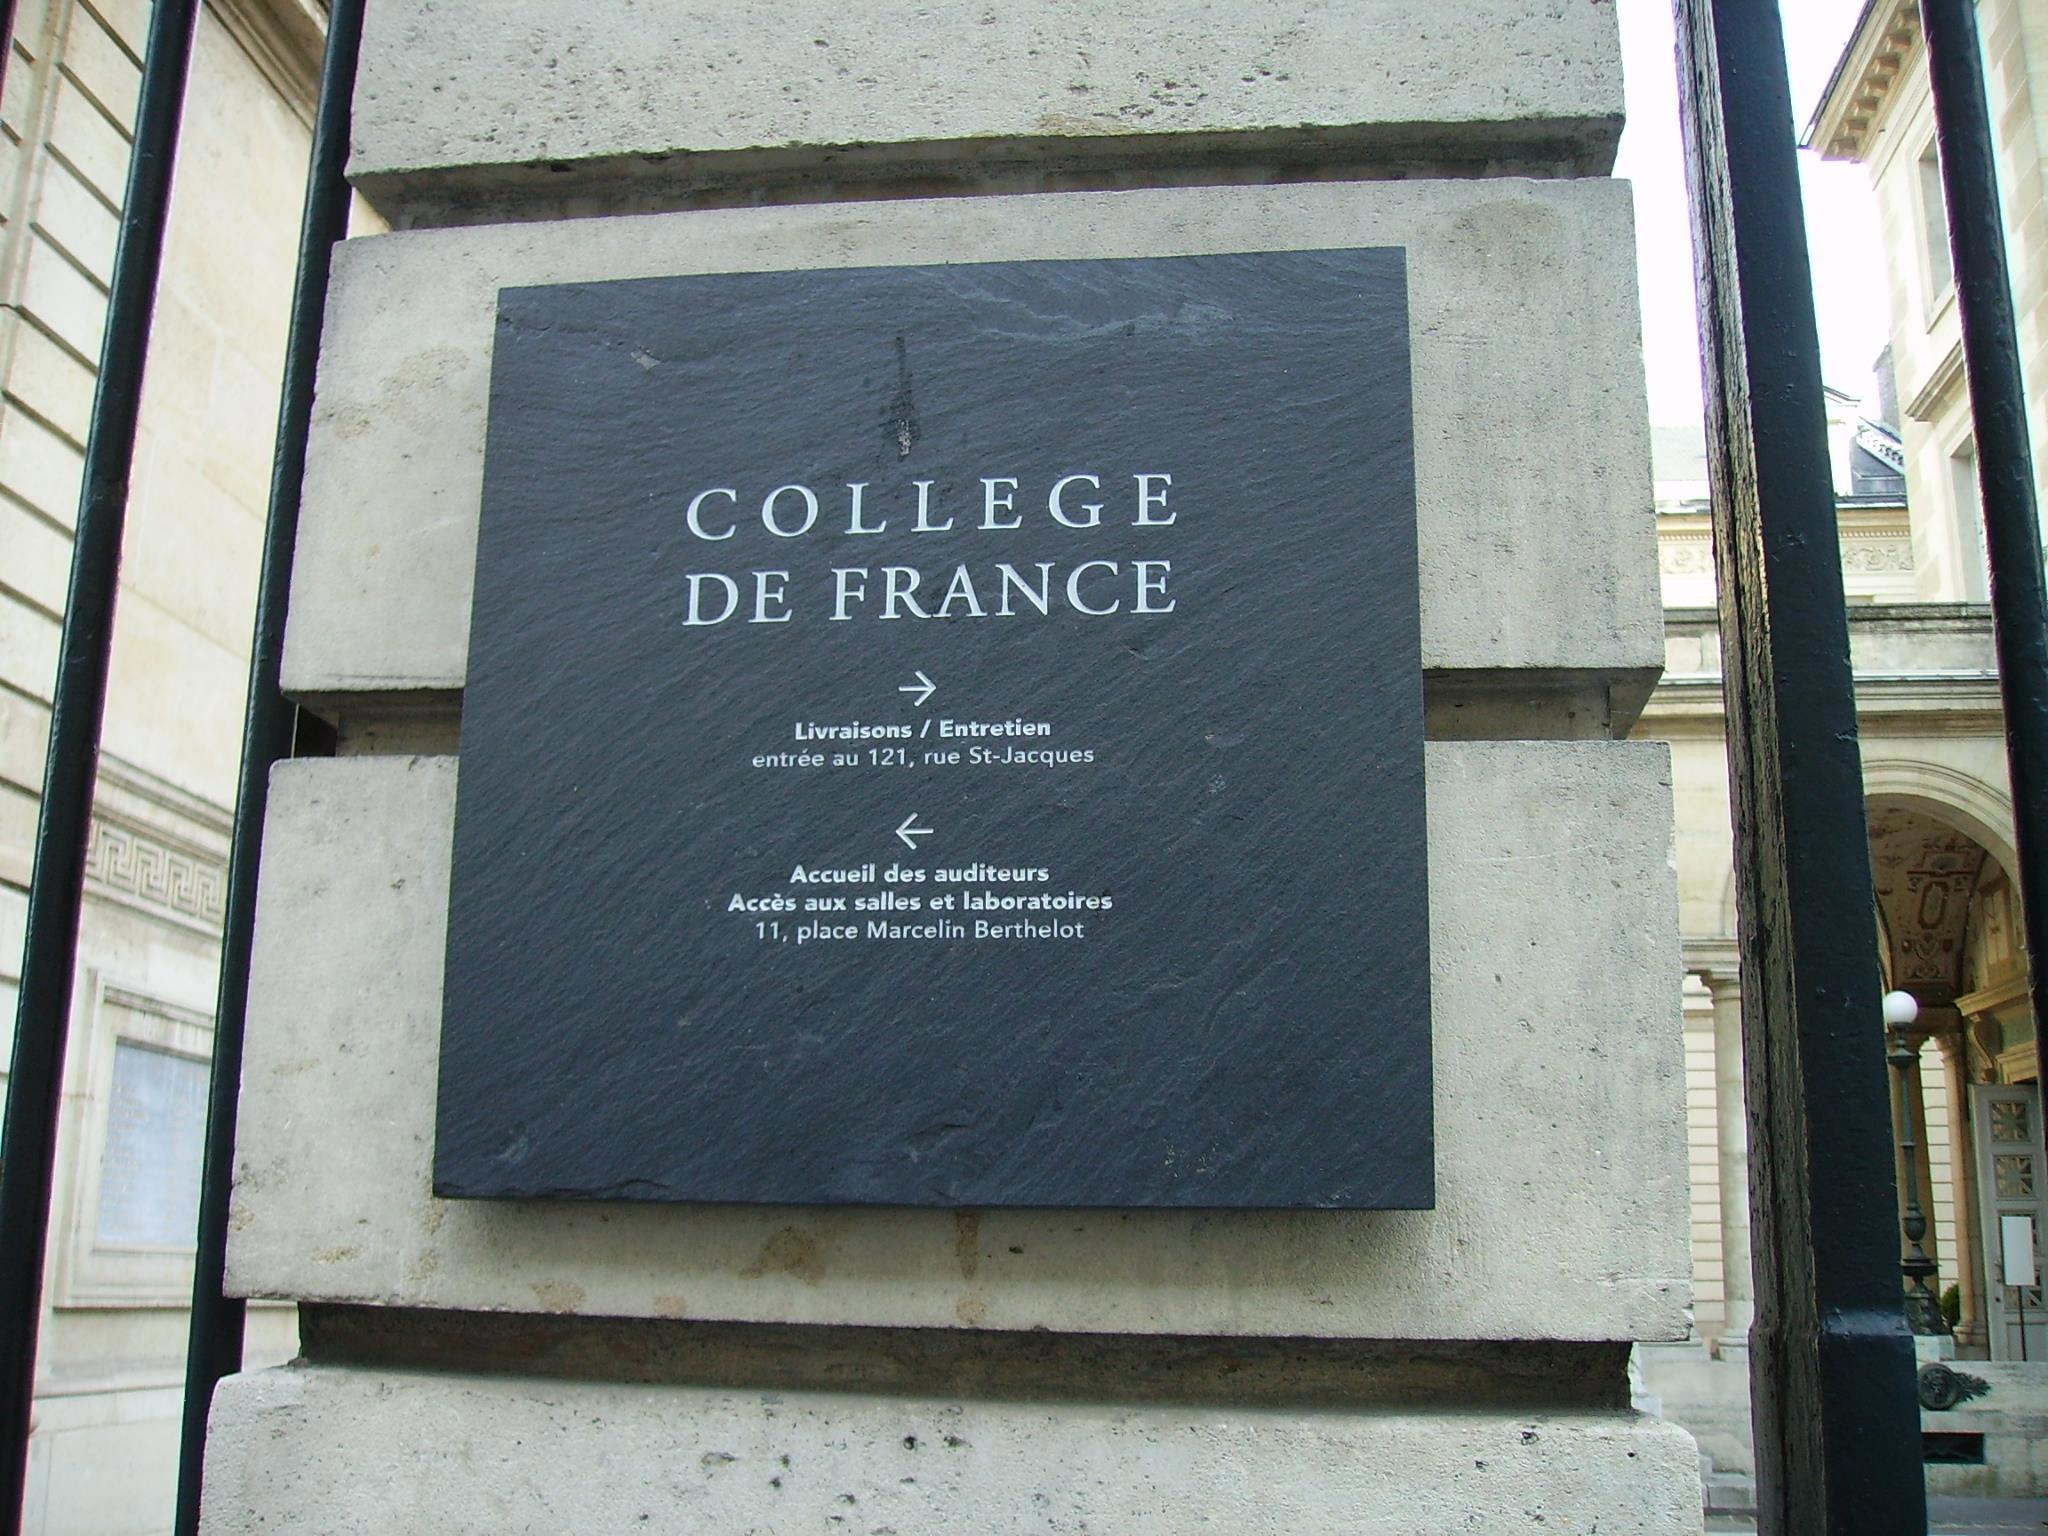 COLLEGE
DE FRANCE
→
Livraisons / Entretien
entrée au 121, rue St-Jacques
←
Accueil des auditeurs
Accès aux salles et laboratoires
11, place Marcelin Berthelot